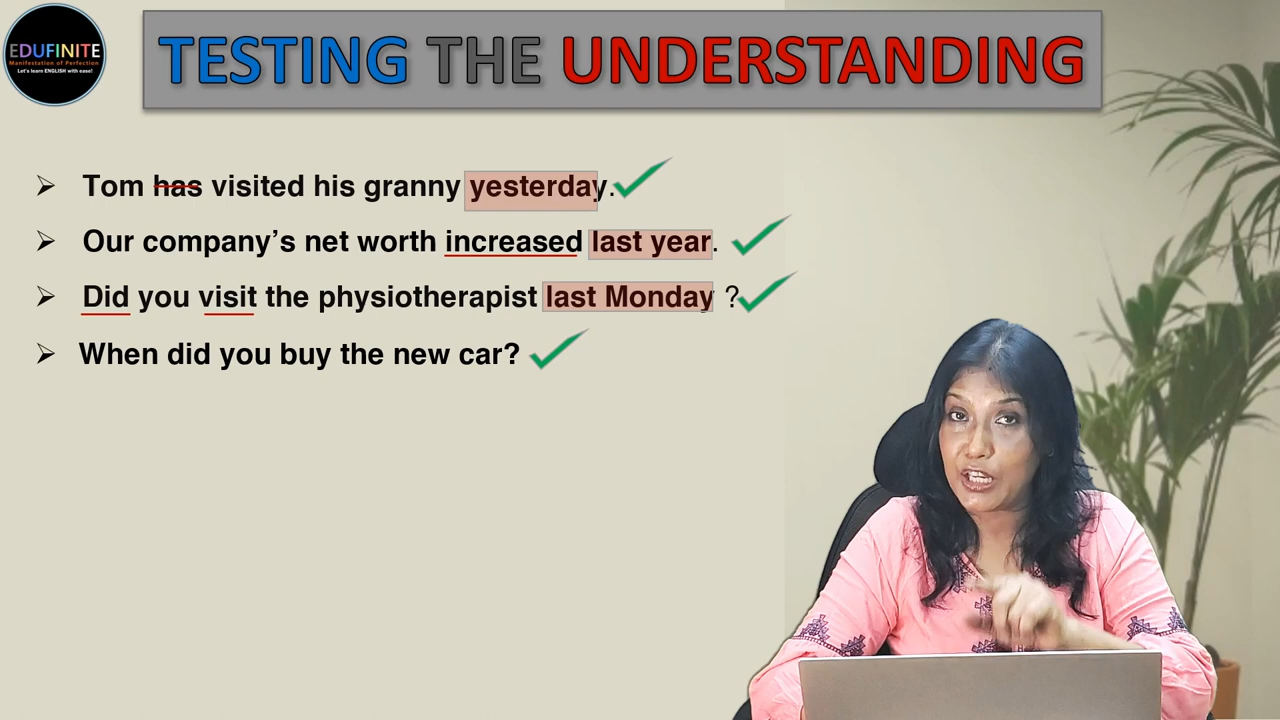 EDUFINITE
Manifestation of Perfection
Let's learn ENGLISH with ease!
TESTING THE UNDERSTANDING
Tom has visited his granny yesterday.
Our company’s net worth increased last year.
Did you visit the physiotherapist last Monday ?
When did you buy the new car?